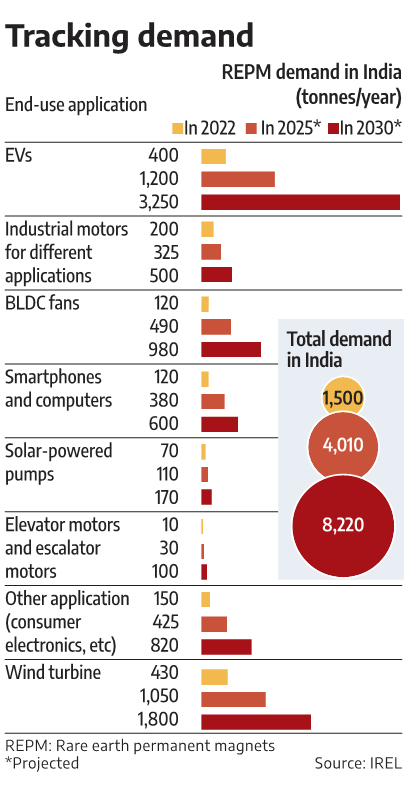 Tracking demand
REPM demand in India
(tonnes/year)
End-use application
In 2022 In 2025* In 2030*
EVs 400
1,200
3,250
Industrial motors 200
for different 325
applications 500
BLDC fans 120
490
980
Smartphones 120
and computers 380
600
Solar-powered 70
pumps 110
170
Elevator motors 10
and escalator 30
motors 100
Other application 150
(consumer 425
electronics, etc) 820
Wind turbine 430
1,050
1,800
Total demand
in India
1,500
4,010
8,220
REPM: Rare earth permanent magnets
*Projected Source: IREL